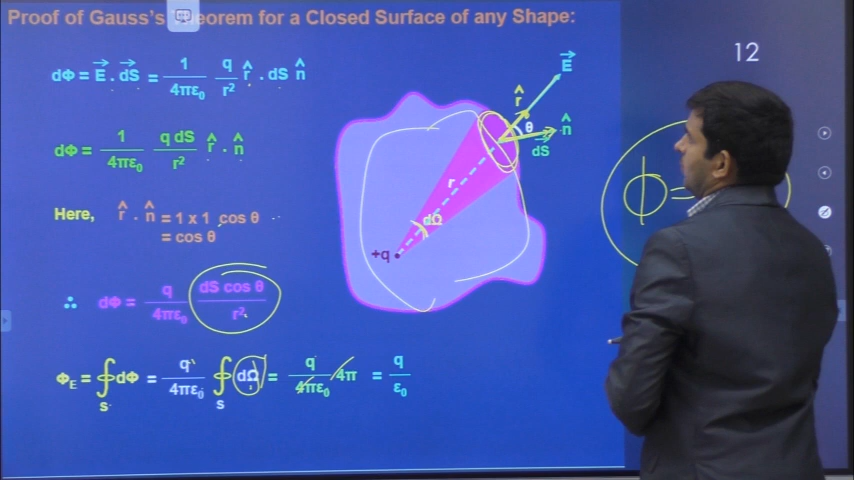 Proof of Gauss's Theorem for a Closed Surface of any Shape:
12
dΦ = E⃗ . dS⃗ = 1/4πε₀ q/r² r̂ . dS n̂
dΦ = 1/4πε₀ q dS/r² r̂ . n̂
Here, r̂ . n̂ = 1 x 1 cos θ
= cos θ
∴ dΦ = q/4πε₀ dS cos θ/r²
Φ_E = ∮_S dΦ = q/4πε₀ ∮_S dΩ = q/4πε₀ 4π = q/ε₀
E⃗
r̂
θ
n̂
dS⃗
r
dΩ
+q
ϕ =